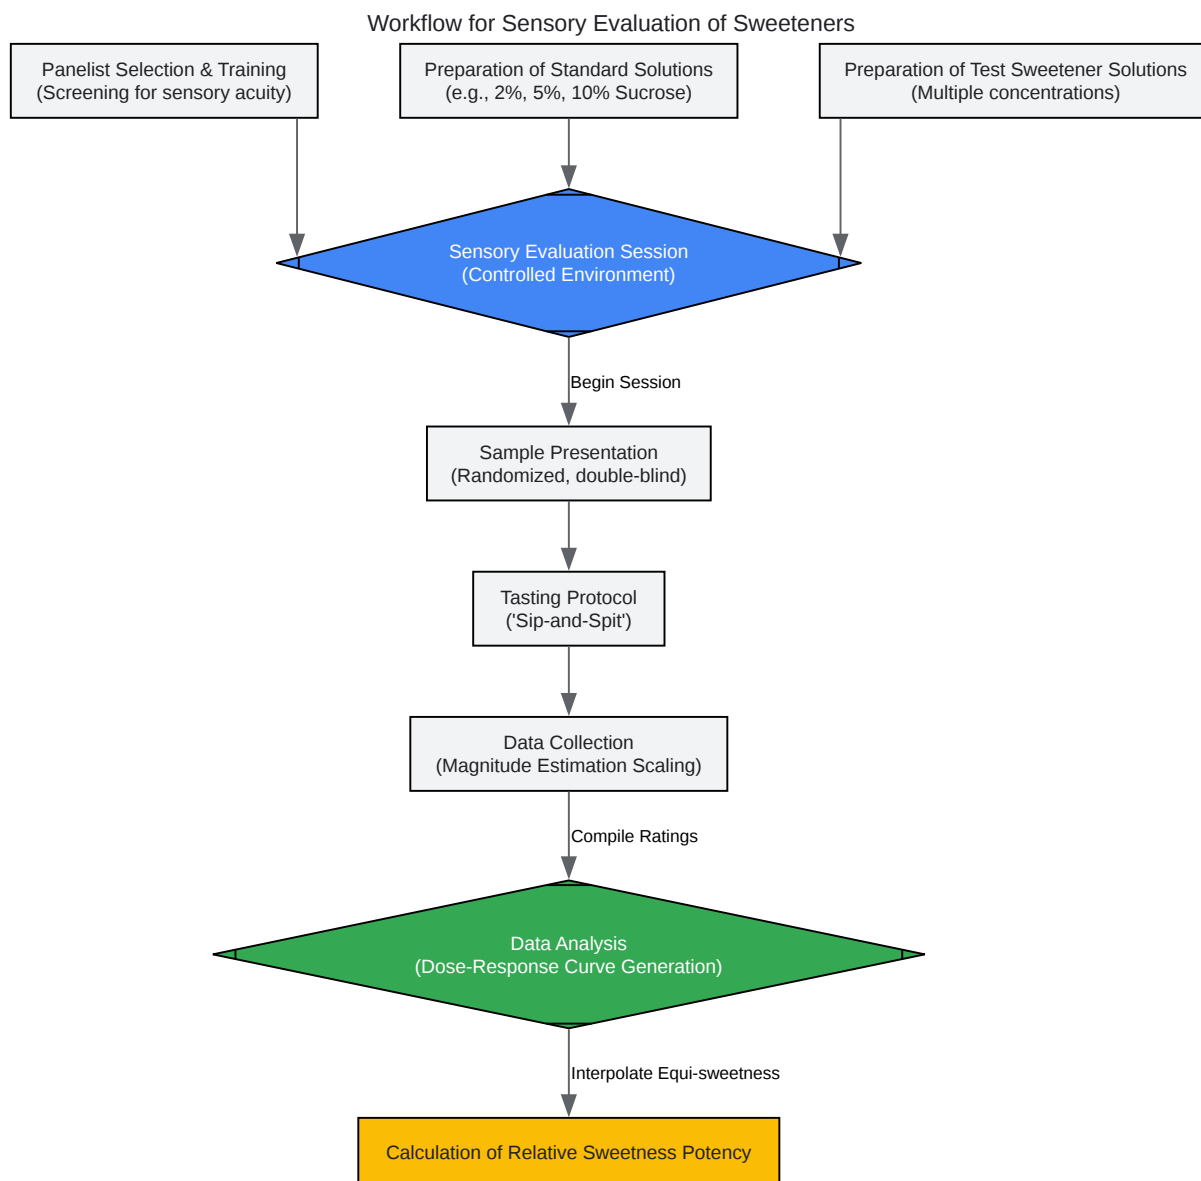 Workflow for Sensory Evaluation of Sweeteners
Panelist Selection & Training
(Screening for sensory acuity)
Preparation of Standard Solutions
(e.g., 2%, 5%, 10% Sucrose)
Preparation of Test Sweetener Solutions
(Multiple concentrations)
Sensory Evaluation Session
(Controlled Environment)
Begin Session
Sample Presentation
(Randomized, double-blind)
Tasting Protocol
('Sip-and-Spit')
Data Collection
(Magnitude Estimation Scaling)
Compile Ratings
Data Analysis
(Dose-Response Curve Generation)
Interpolate Equi-sweetness
Calculation of Relative Sweetness Potency